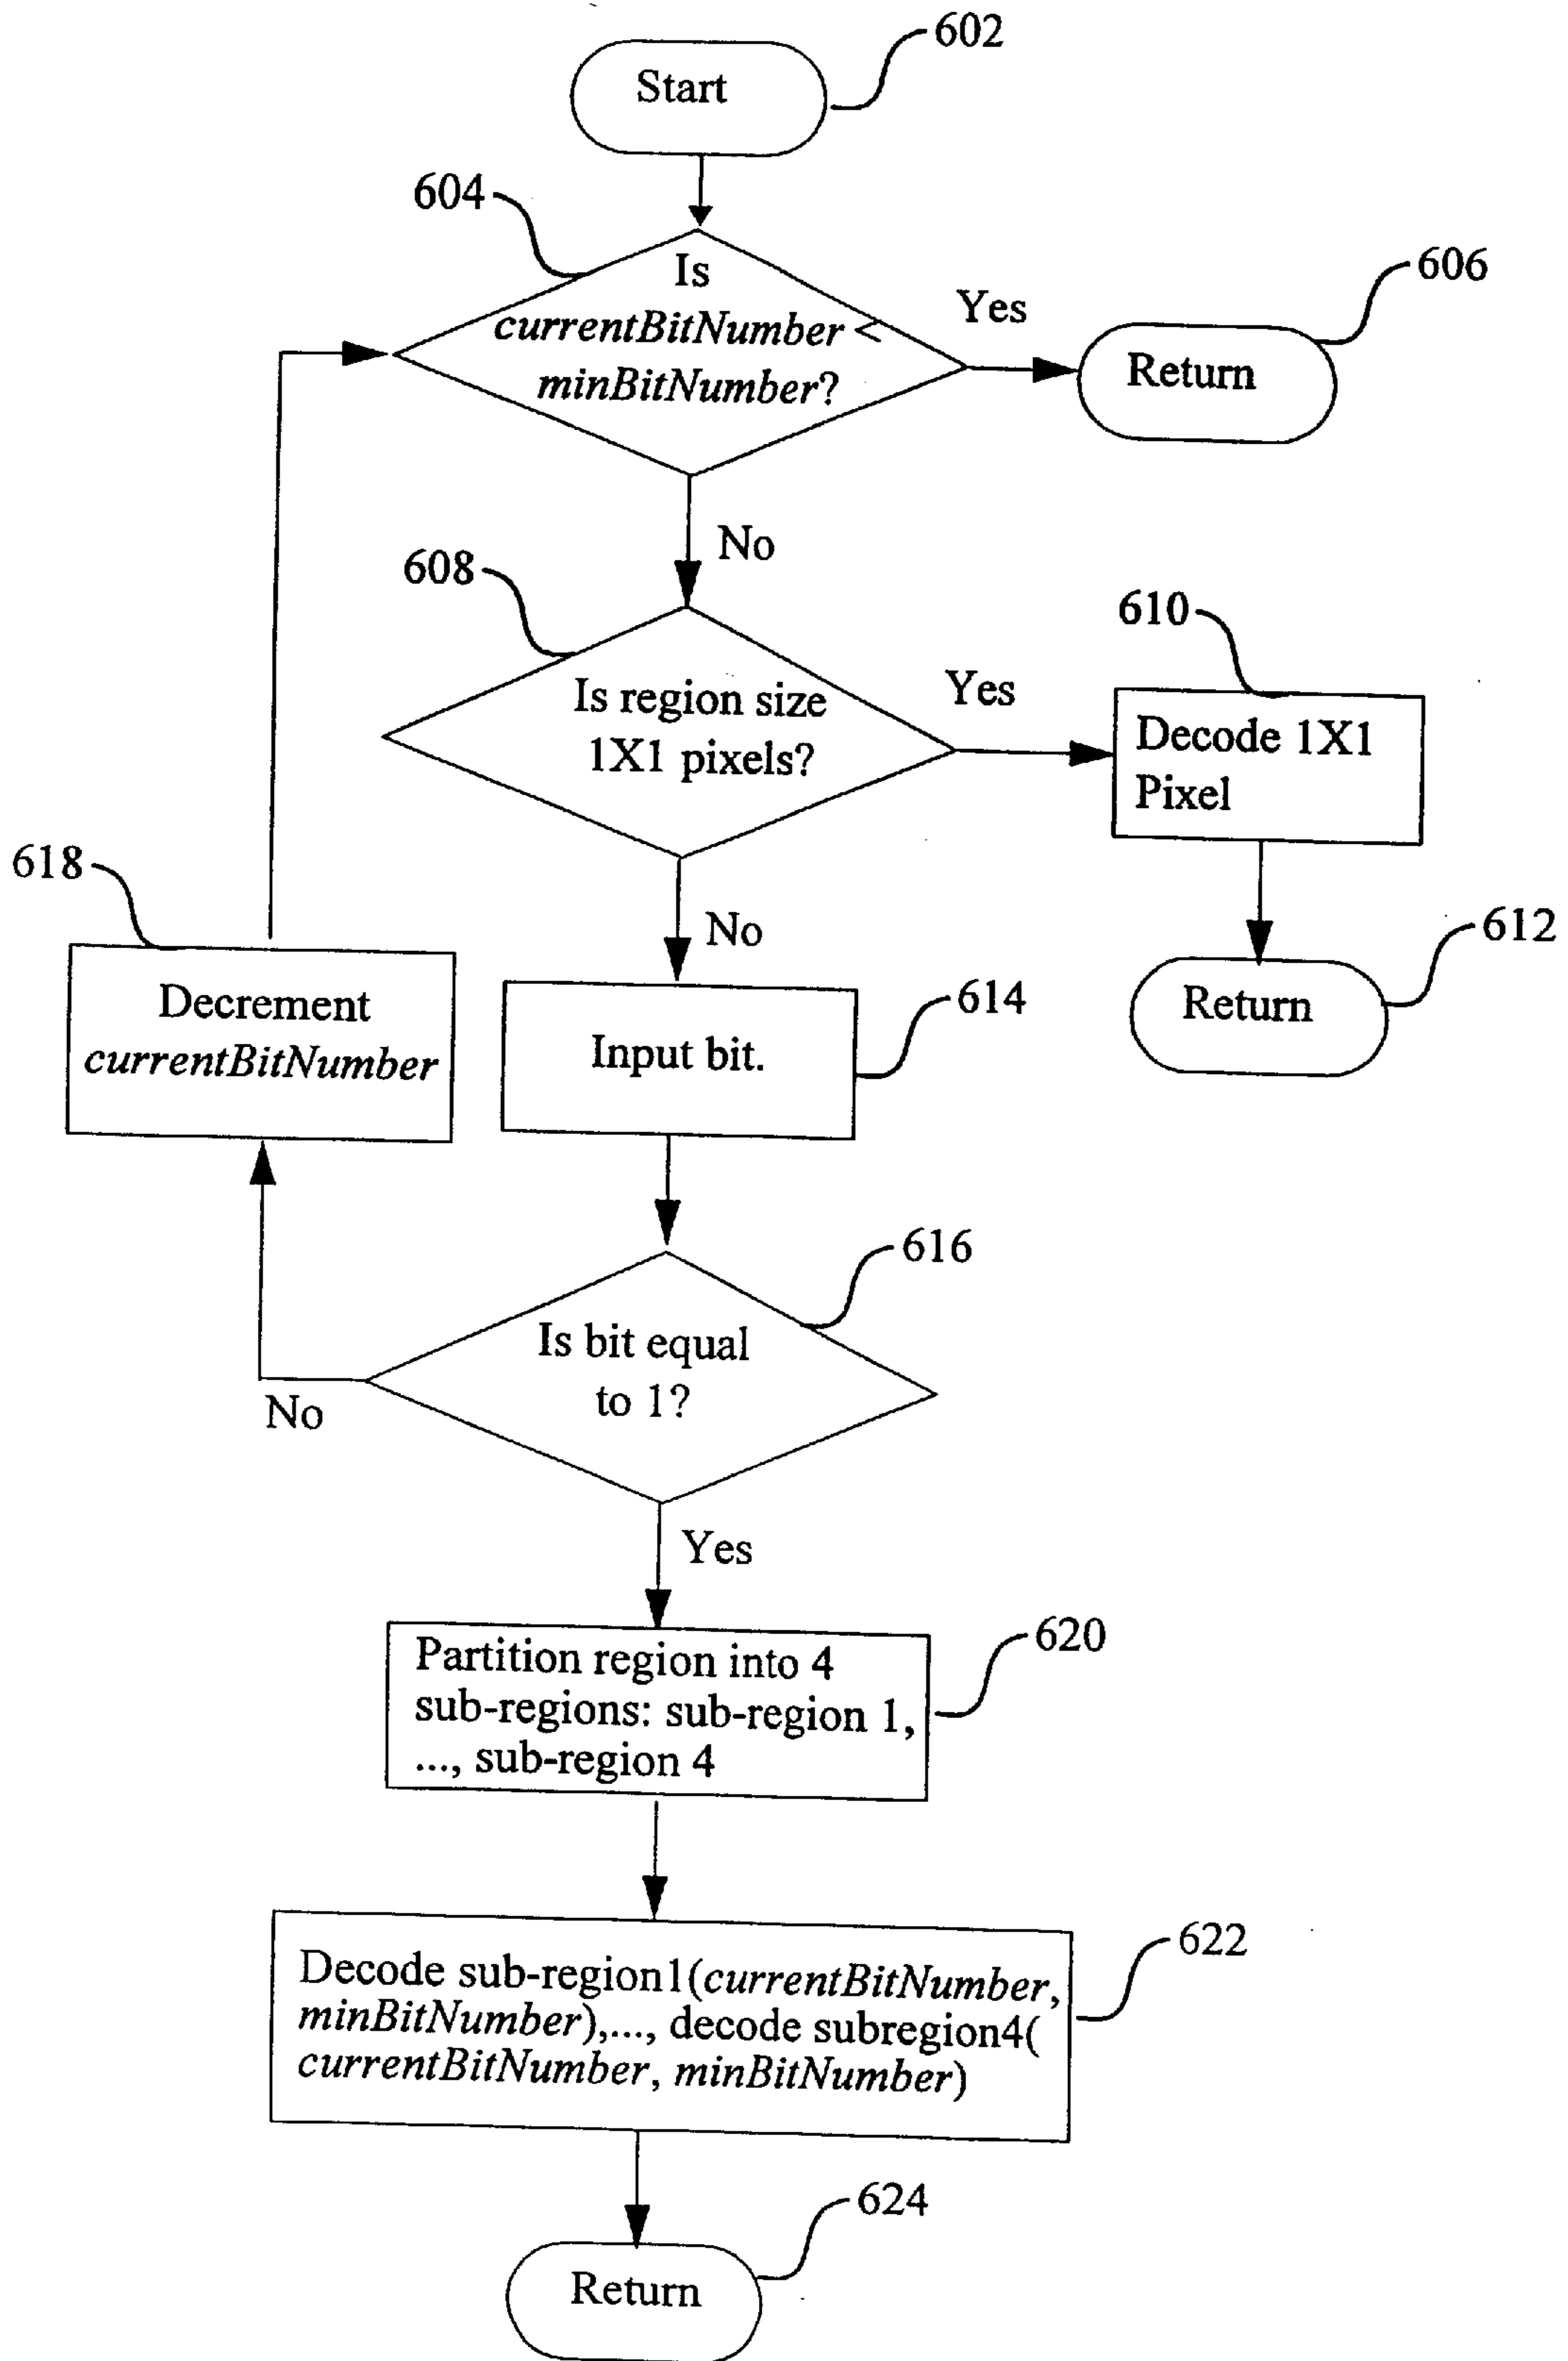 602
Start
604
Is
currentBitNumber <
minBitNumber?
Yes
606
Return
No
608
Is region size
1X1 pixels?
Yes
610
Decode 1X1
Pixel
612
Return
No
618
Decrement
currentBitNumber
614
Input bit.
616
Is bit equal
to 1?
No
Yes
620
Partition region into 4
sub-regions: sub-region 1,
..., sub-region 4
622
Decode sub-region1(currentBitNumber,
minBitNumber),..., decode subregion4(
currentBitNumber, minBitNumber)
624
Return